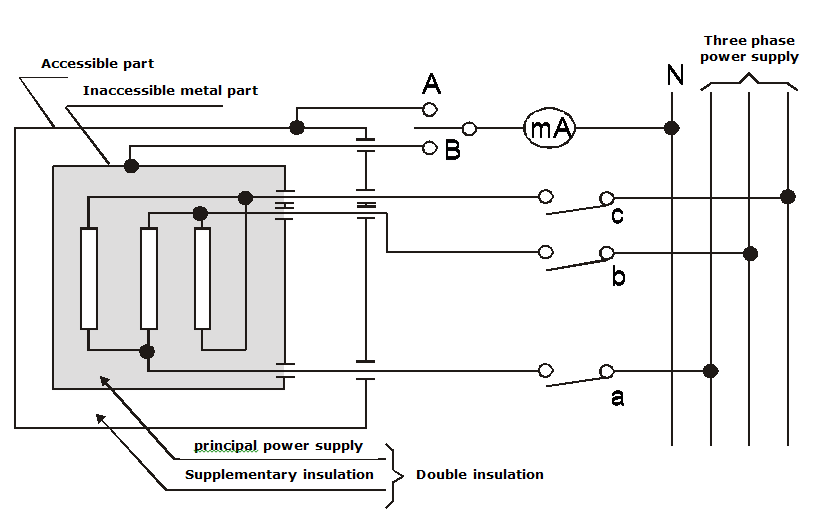 Three phase
power supply
Accessible part
N
A
Inaccessible metal part
mA
B
c
b
a
principal power supply
Supplementary insulation
Double insulation